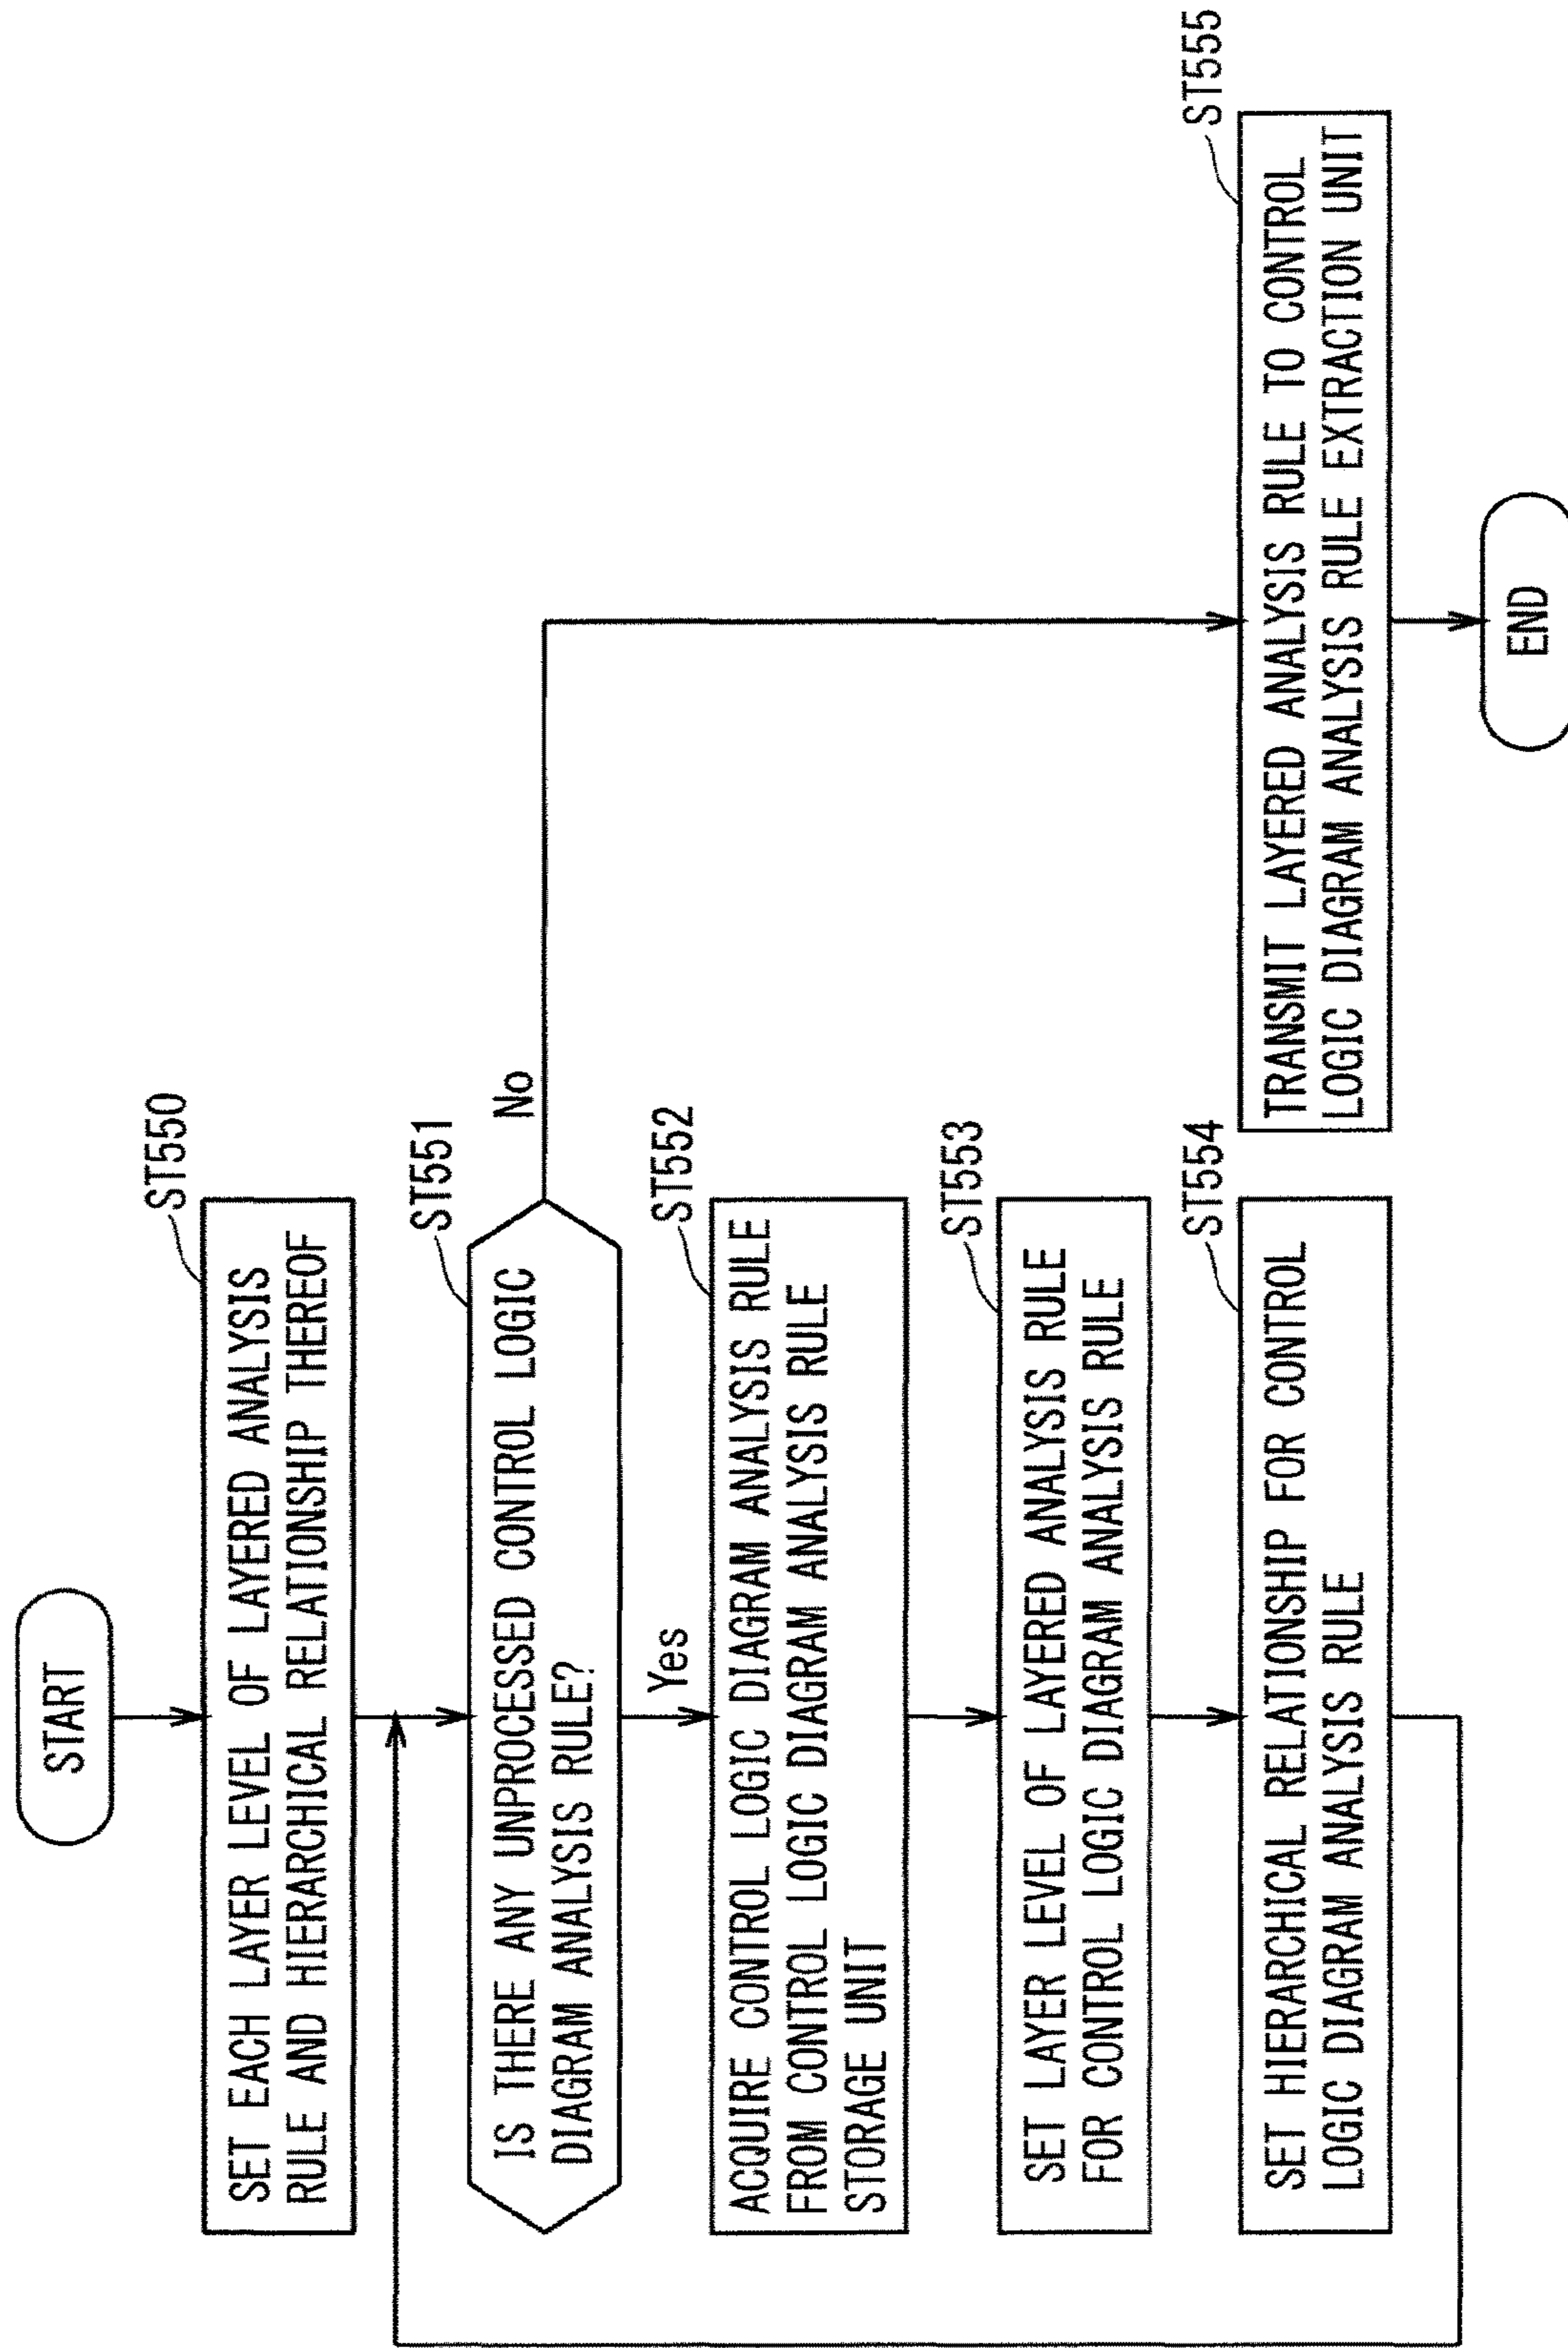 START
ST550
SET EACH LAYER LEVEL OF LAYERED ANALYSIS
RULE AND HIERARCHICAL RELATIONSHIP THEREOF
ST551
IS THERE ANY UNPROCESSED CONTROL LOGIC
DIAGRAM ANALYSIS RULE?
No
Yes
ST552
ACQUIRE CONTROL LOGIC DIAGRAM ANALYSIS RULE
FROM CONTROL LOGIC DIAGRAM ANALYSIS RULE
STORAGE UNIT
ST553
SET LAYER LEVEL OF LAYERED ANALYSIS RULE
FOR CONTROL LOGIC DIAGRAM ANALYSIS RULE
ST554
SET HIERARCHICAL RELATIONSHIP FOR CONTROL
LOGIC DIAGRAM ANALYSIS RULE
ST555
TRANSMIT LAYERED ANALYSIS RULE TO CONTROL
LOGIC DIAGRAM ANALYSIS RULE EXTRACTION UNIT
END